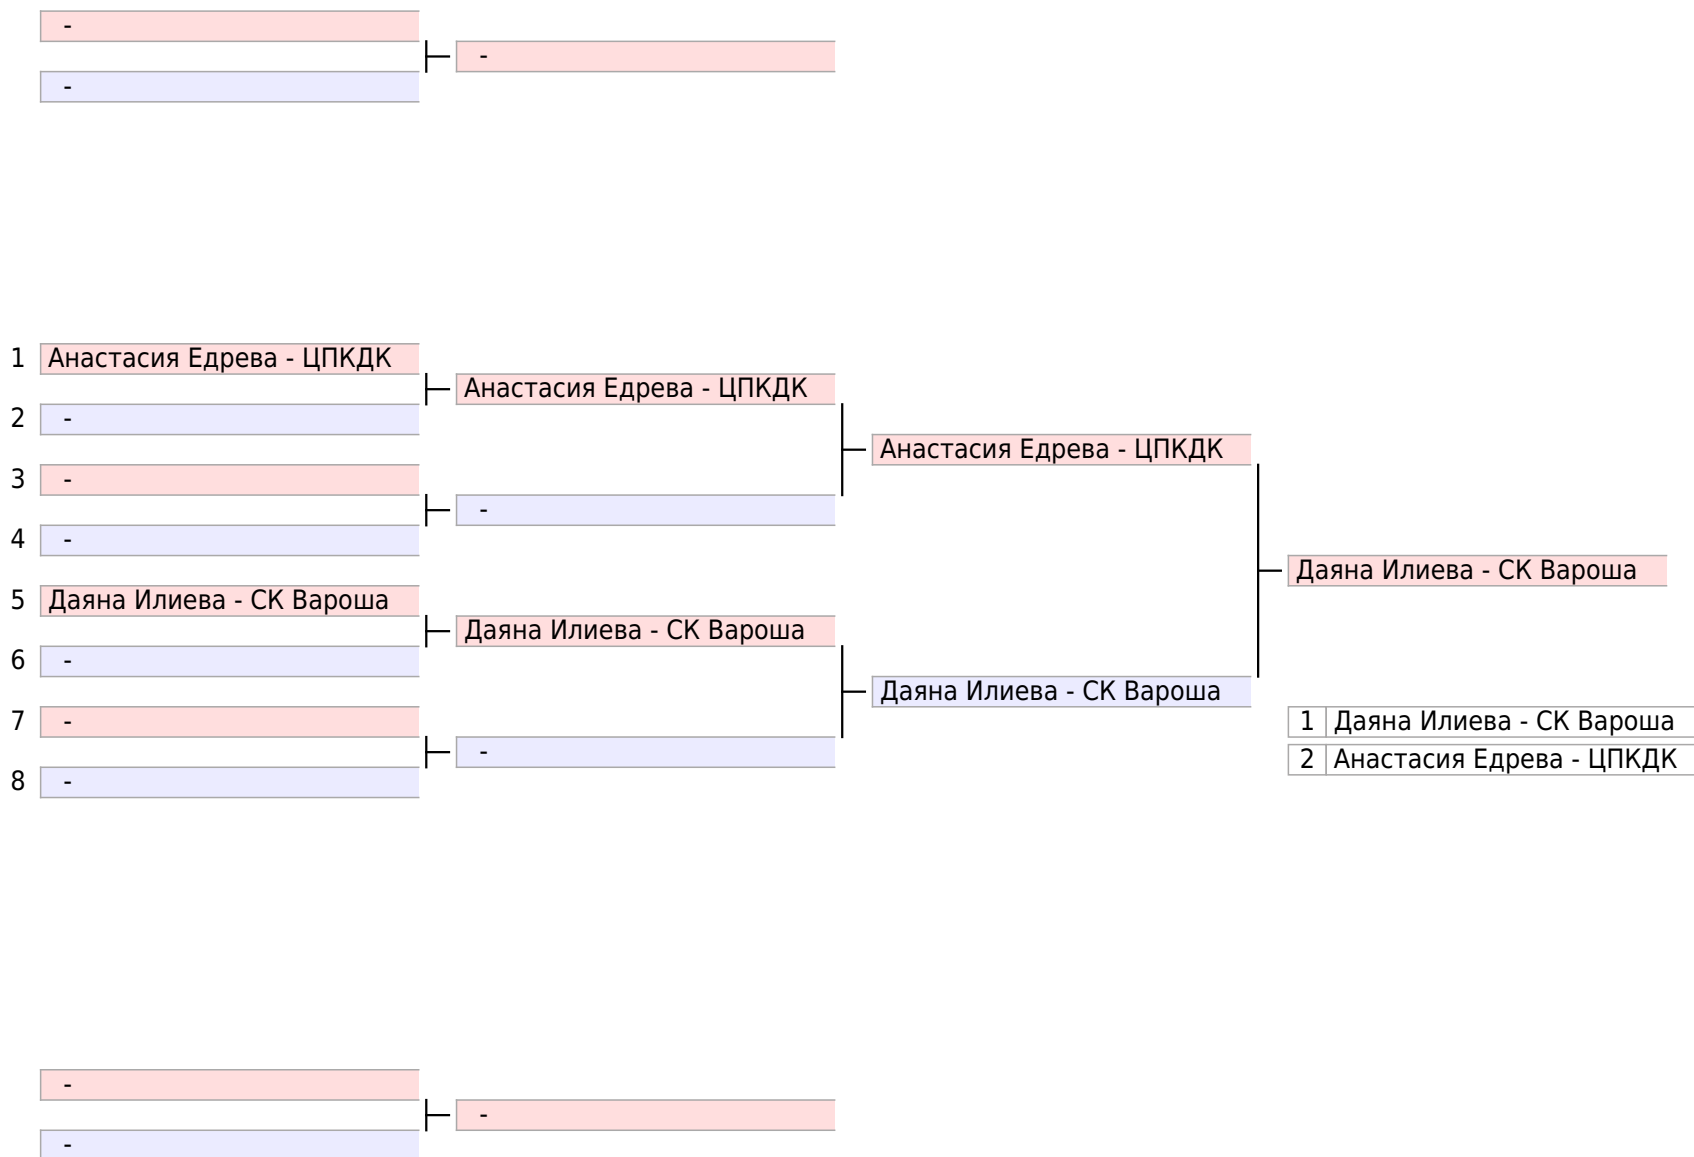 -
-
-
1 Анастасия Едрева - ЦПКДК
Анастасия Едрева - ЦПКДК
2 -
Анастасия Едрева - ЦПКДК
3 -
-
4 -
Даяна Илиева - СК Вароша
5 Даяна Илиева - СК Вароша
Даяна Илиева - СК Вароша
6 -
Даяна Илиева - СК Вароша
7 -
1 Даяна Илиева - СК Вароша
-
2 Анастасия Едрева - ЦПКДК
8 -
-
-
-